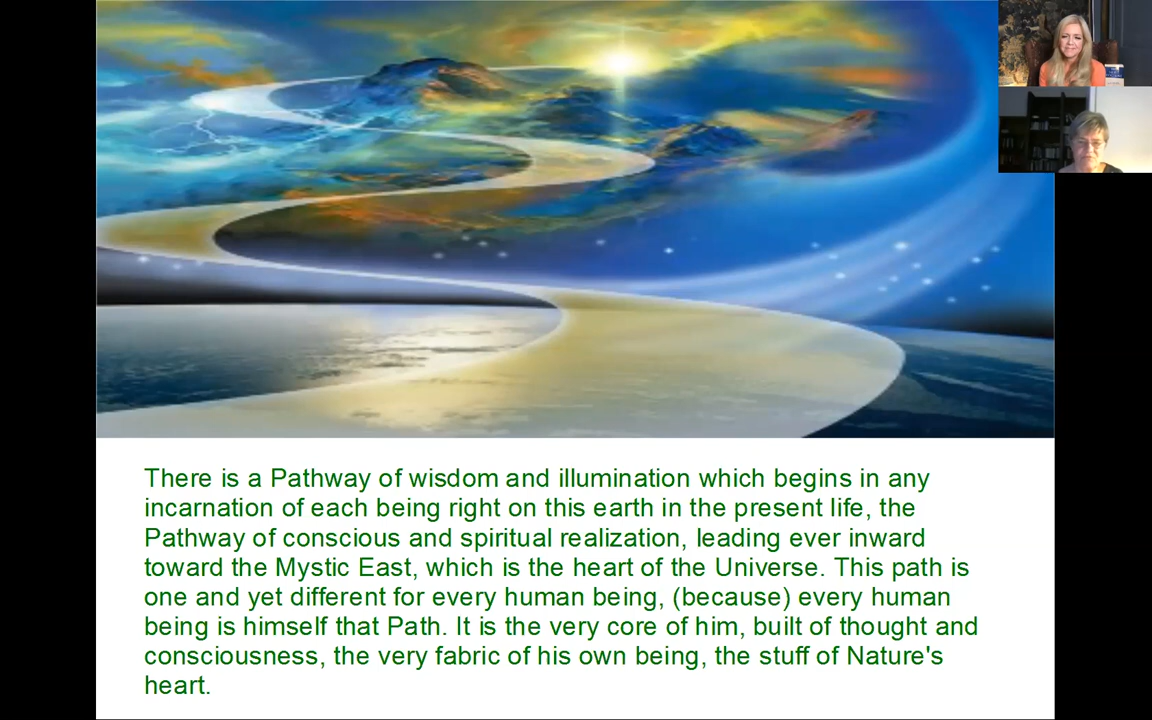 There is a Pathway of wisdom and illumination which begins in any
incarnation of each being right on this earth in the present life, the
Pathway of conscious and spiritual realization, leading ever inward
toward the Mystic East, which is the heart of the Universe. This path is
one and yet different for every human being, (because) every human
being is himself that Path. It is the very core of him, built of thought and
consciousness, the very fabric of his own being, the stuff of Nature's
heart.